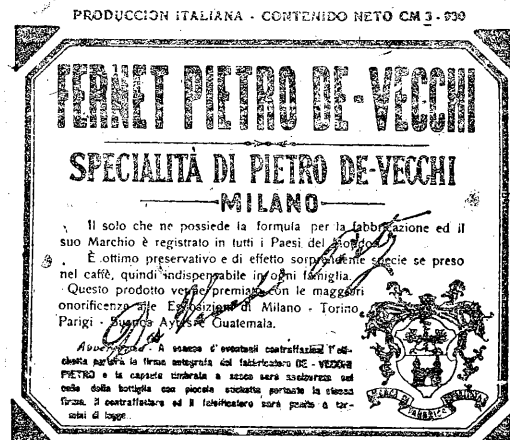 PRODUCCION ITALIANA - CONTENIDO NETO CM 3 - 930
FERNET PIETRO DE-VECCHI
SPECIALITÀ DI PIETRO DE-VECCHI
MILANO
Il solo che ne possiede la formula per la fabbricazione ed il
suo Marchio è registrato in tutti i Paesi del Mondo.
È ottimo preservativo e di effetto sorprendente specie se preso
nel caffè, quindi indispensabile in ogni famiglia.
Questo prodotto venne premiato con le maggiori
onorificenze alle Esposizioni di Milano - Torino
Parigi - Buenos Ayres e Guatemala.
A scanso d'eventuali contraffazioni l'eti-
chetta porterà la firma autografa del fabbricatore DE - VECCHI
PIETRO e la capsula timbrata a secco sarà assicurata sul
collo della bottiglia con piccola etichetta portante la stessa
firma. Il contraffattore ed il falsificatore sarà punito a ter-
mini di legge.
MARCA DI FABBRICA